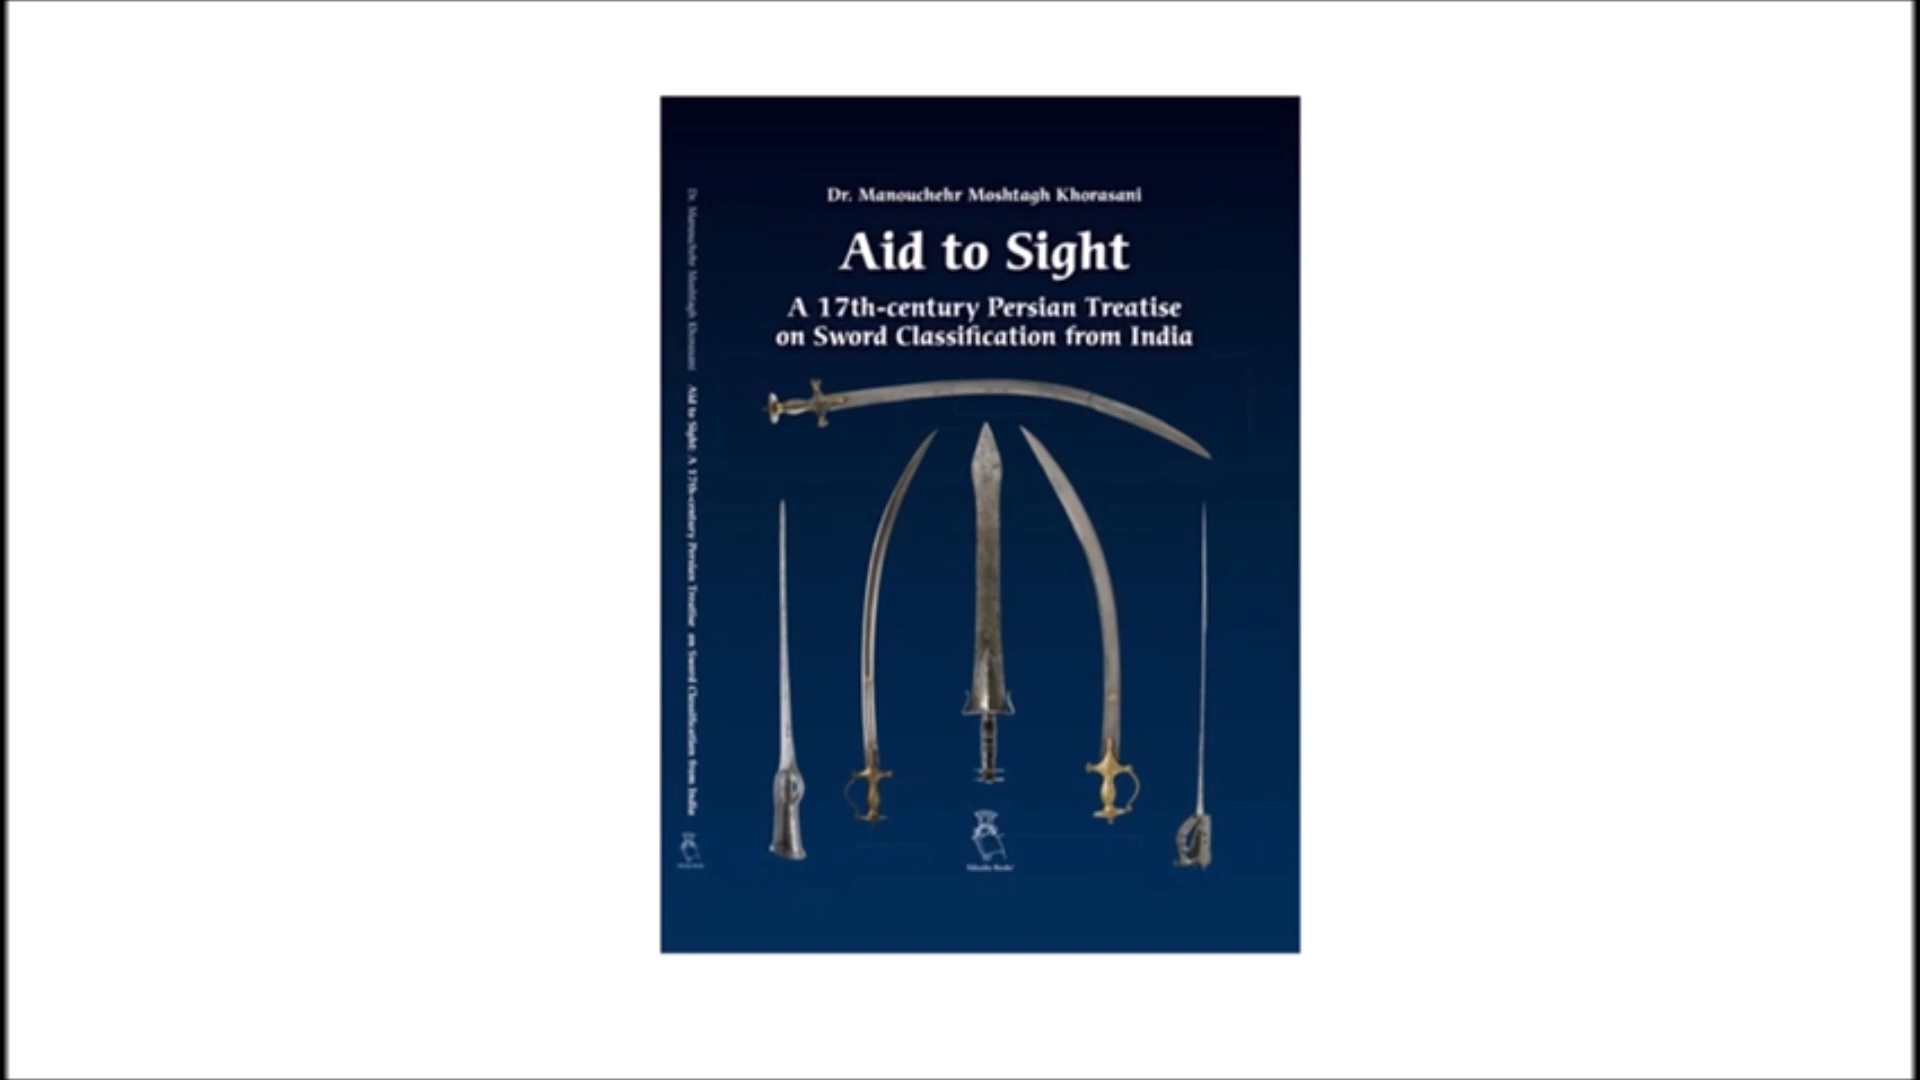 Dr. Manouchehr Moshtagh Khorasani
Aid to Sight
A 17th-century Persian Treatise
on Sword Classification from India
Dr. Manouchehr Moshtagh Khorasani Aid to Sight: A 17th-century Persian Treatise on Sword Classification from India